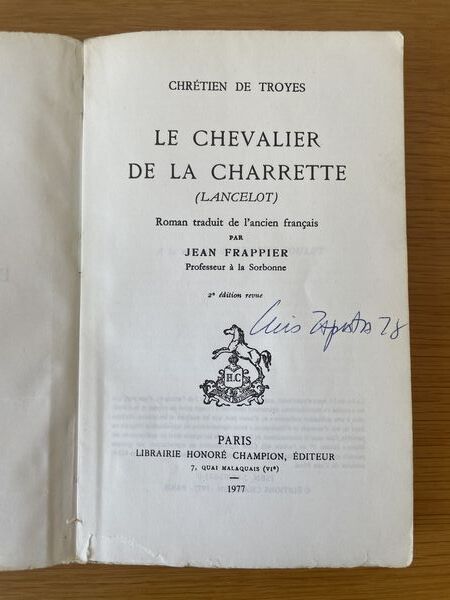 CHRÉTIEN DE TROYES
LE CHEVALIER
DE LA CHARRETTE
(LANCELOT)
Roman traduit de l'ancien français
PAR
JEAN FRAPPIER
Professeur à la Sorbonne
2e édition revue
78
H.C
PARIS
LIBRAIRIE HONORÉ CHAMPION, ÉDITEUR
7, QUAI MALAQUAIS (VIe)
1977